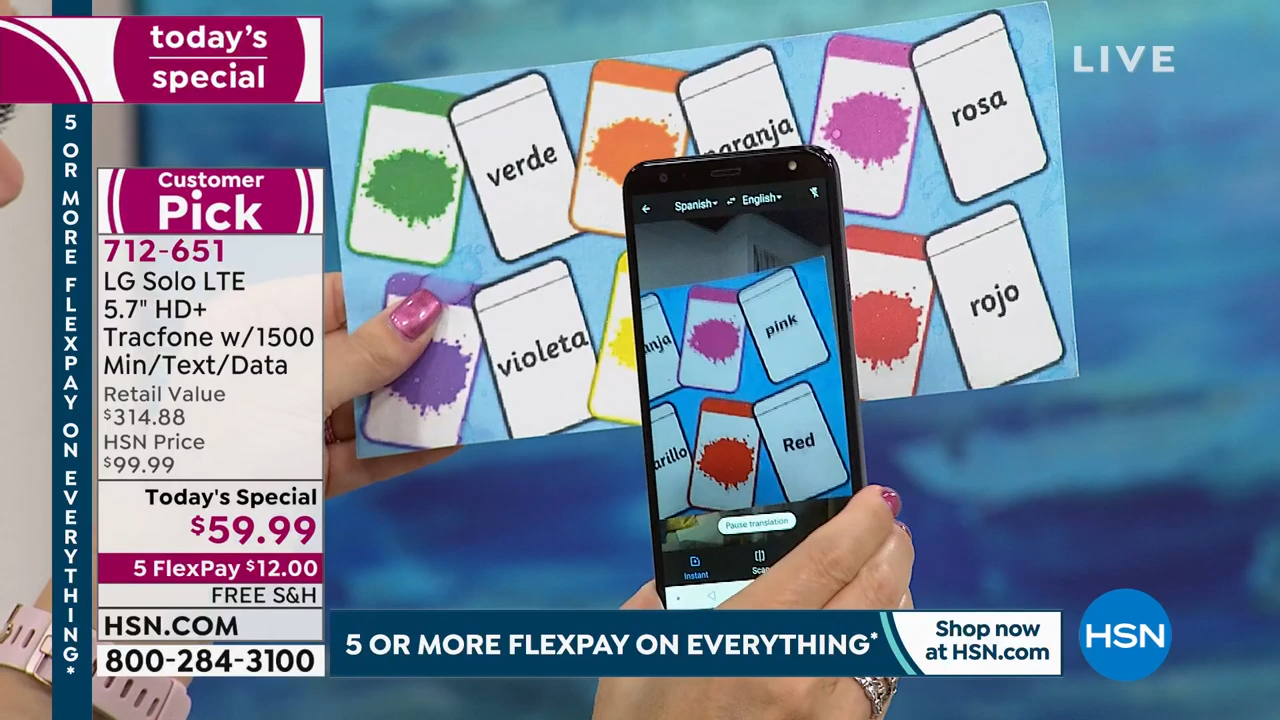 today's
special
LIVE
5 OR MORE FLEXPAY ON EVERYTHING*
Customer
Pick
712-651
LG Solo LTE
5.7" HD+
Tracfone w/1500
Min/Text/Data
Retail Value
$314.88
HSN Price
$99.99
Today's Special
$59.99
5 FlexPay $12.00
FREE S&H
HSN.COM
800-284-3100
verde
naranja
rosa
violeta
rojo
Spanish
English
anja
pink
arillo
Red
Pause translation
Instant
5 OR MORE FLEXPAY ON EVERYTHING*
Shop now
at HSN.com
HSN